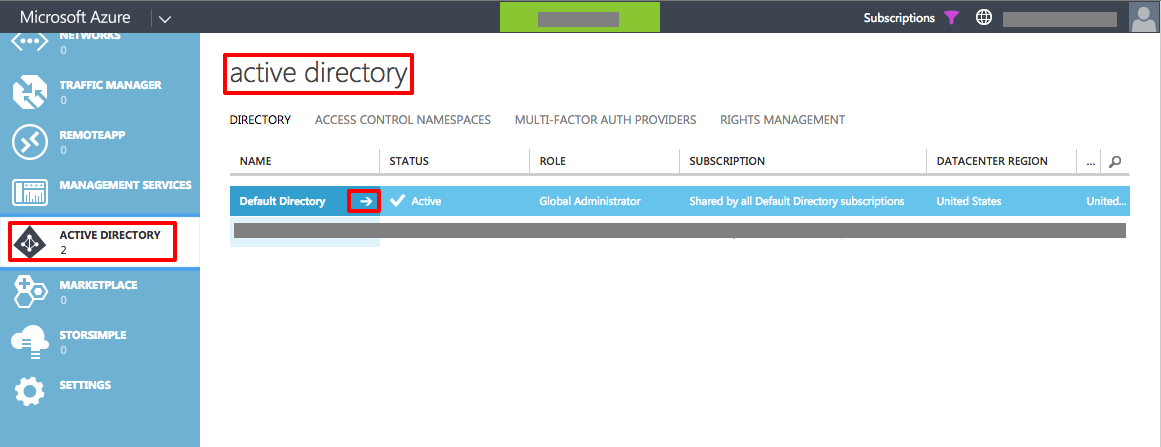 Microsoft Azure
Subscriptions
NETWORKS
0
TRAFFIC MANAGER
0
REMOTEAPP
0
MANAGEMENT SERVICES
ACTIVE DIRECTORY
2
MARKETPLACE
0
STORSIMPLE
0
SETTINGS
active directory
DIRECTORY ACCESS CONTROL NAMESPACES MULTI-FACTOR AUTH PROVIDERS RIGHTS MANAGEMENT
NAME STATUS ROLE SUBSCRIPTION DATACENTER REGION ...
Default Directory → Active Global Administrator Shared by all Default Directory subscriptions United States United...